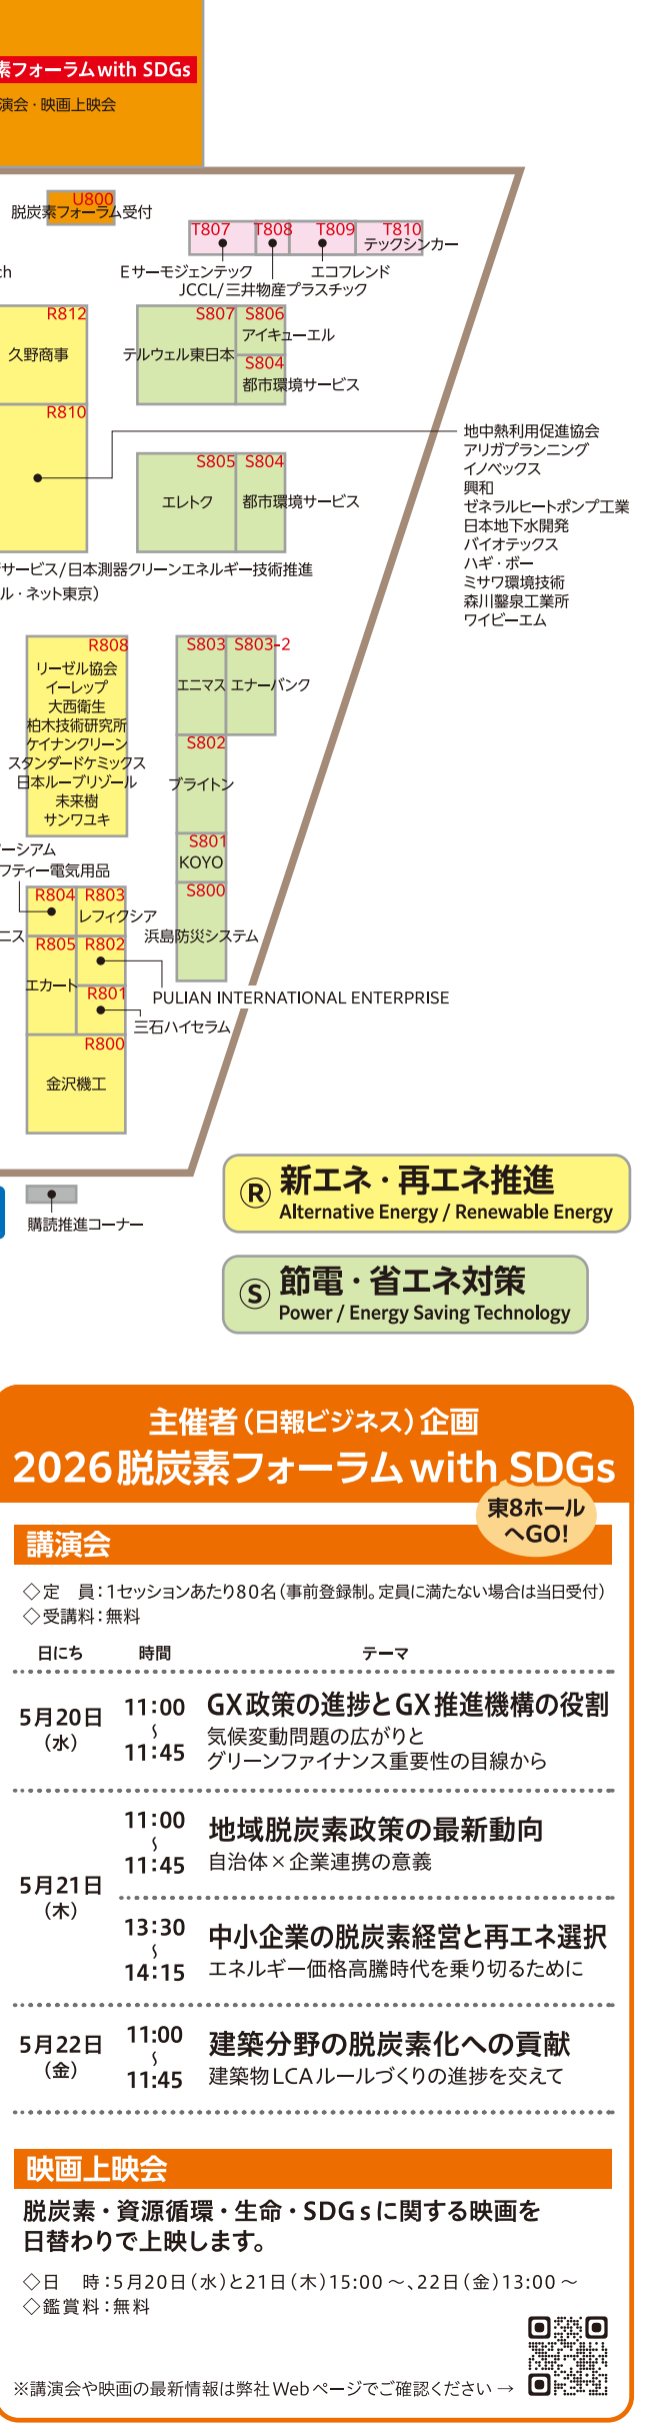 素フォーラム with SDGs
演会・映画上映会
U800
脱炭素フォーラム受付
T807
T808
T809
T810
テックシンカー
ch
Eサーモジェンテック
エコフレンド
JCCL/三井物産プラスチック
R812
久野商事
S807
S806
テルウェル東日本
アイキューエル
S804
都市環境サービス
R810
地中熱利用促進協会
アリガプランニング
イノベックス
興和
ゼネラルヒートポンプ工業
日本地下水開発
バイオテックス
ハギ・ボー
ミサワ環境技術
森川鑿泉工業所
ワイビーエム
S805
S804
エレトク
都市環境サービス
サービス/日本測器クリーンエネルギー技術推進
ル・ネット東京）
R808
リーゼル協会
イーレップ
大西衛生
柏木技術研究所
ケイナンクリーン
スタンダードケミックス
日本ルーブリゾール
未来樹
サンワユキ
S803
S803-2
エニマス
エナーバンク
S802
ブライトン
S801
KOYO
S800
浜島防災システム
ーシアム
フティー電気用品
R804
R803
レフィクシア
ニス
R805
R802
エカート
PULIAN INTERNATIONAL ENTERPRISE
R801
三石ハイセラム
R800
金沢機工
購読推進コーナー
Ⓡ 新エネ・再エネ推進
Alternative Energy / Renewable Energy
Ⓢ 節電・省エネ対策
Power / Energy Saving Technology
主催者（日報ビジネス）企画
2026脱炭素フォーラム with SDGs
東8ホール
へGO!
講演会
◇定　員：1セッションあたり80名（事前登録制。定員に満たない場合は当日受付）
◇受講料：無料
日にち　時間　テーマ
5月20日
（水）
11:00
〜
11:45
GX政策の進捗とGX推進機構の役割
気候変動問題の広がりと
グリーンファイナンス重要性の目線から
5月21日
（木）
11:00
〜
11:45
地域脱炭素政策の最新動向
自治体×企業連携の意義
13:30
〜
14:15
中小企業の脱炭素経営と再エネ選択
エネルギー価格高騰時代を乗り切るために
5月22日
（金）
11:00
〜
11:45
建築分野の脱炭素化への貢献
建築物LCAルールづくりの進捗を交えて
映画上映会
脱炭素・資源循環・生命・SDGsに関する映画を
日替わりで上映します。
◇日　時：5月20日（水）と21日（木）15:00 〜、22日（金）13:00 〜
◇鑑賞料：無料
※講演会や映画の最新情報は弊社Webページでご確認ください →